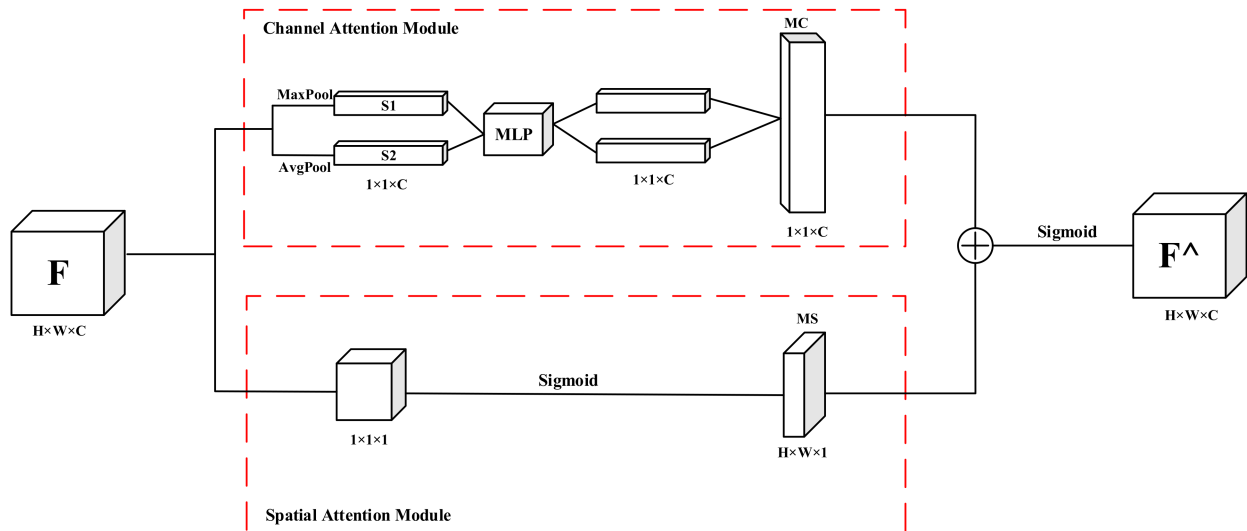 Channel Attention Module
MC
MaxPool
S1
MLP
AvgPool
S2
1×1×C
1×1×C
1×1×C
F
H×W×C
Sigmoid
F^
H×W×C
MS
Sigmoid
1×1×1
H×W×1
Spatial Attention Module